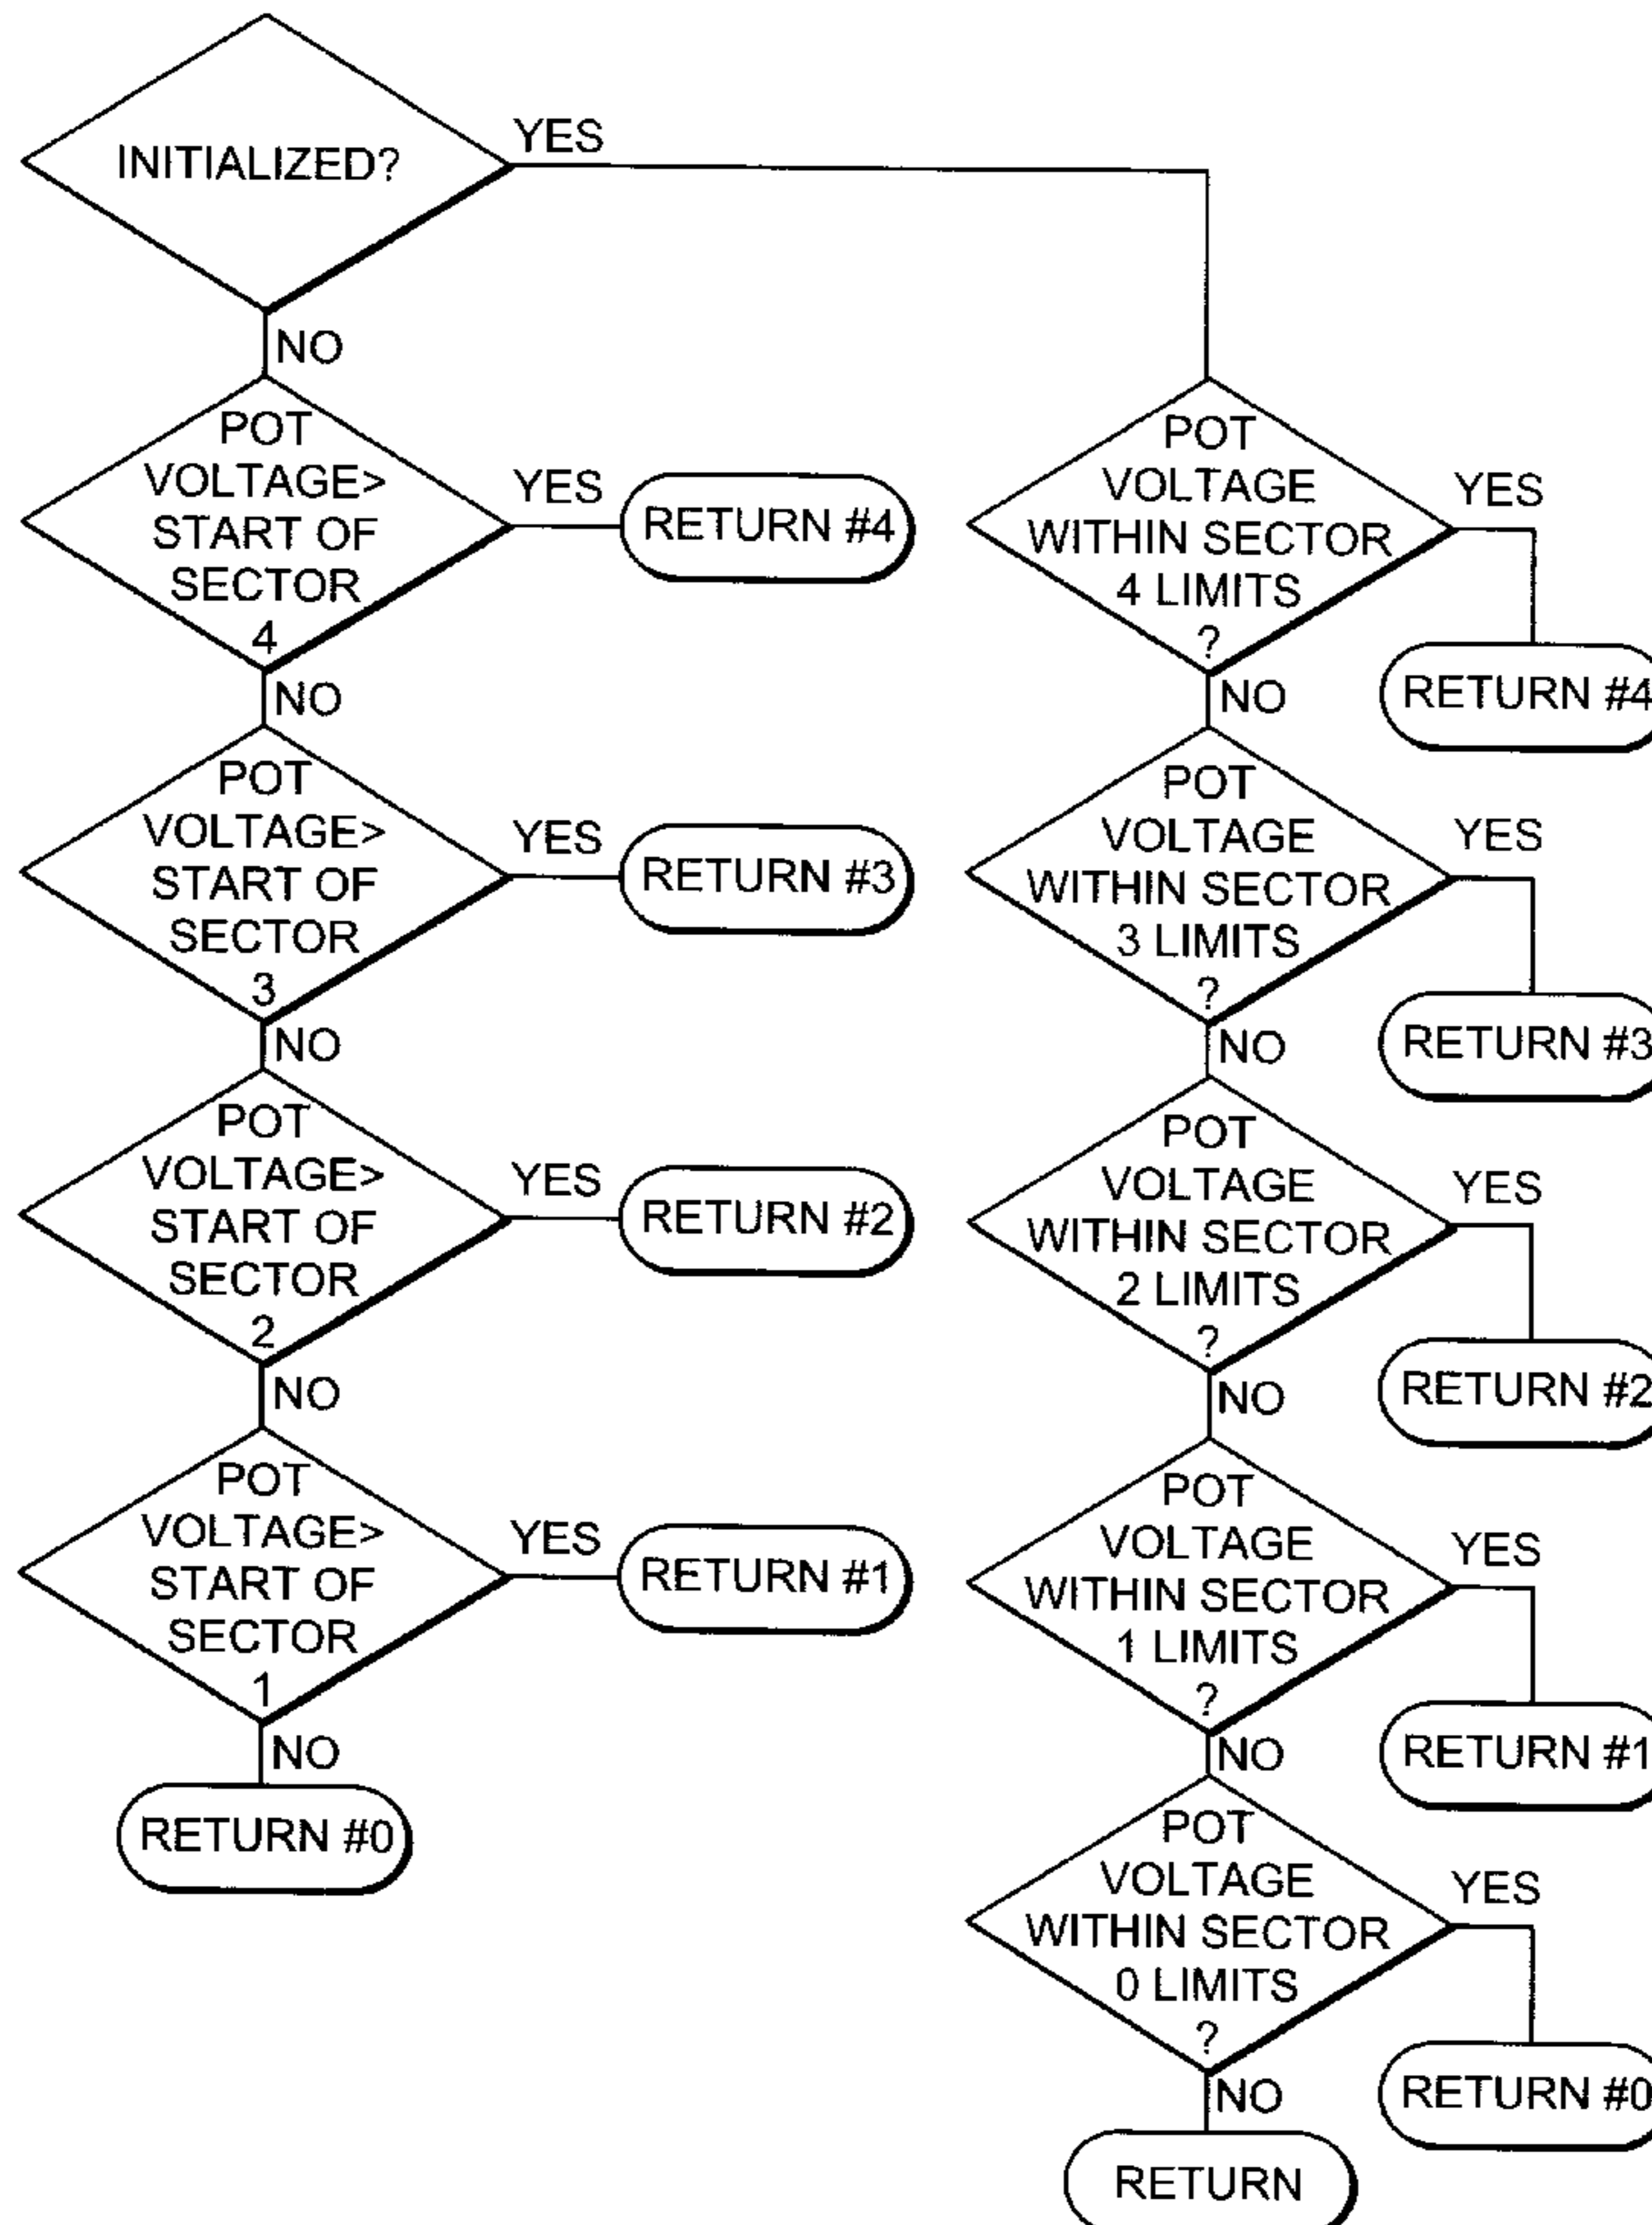 INITIALIZED?
YES
NO
POT
VOLTAGE>
START OF
SECTOR
4
YES
RETURN #4
NO
POT
VOLTAGE>
START OF
SECTOR
3
YES
RETURN #3
NO
POT
VOLTAGE>
START OF
SECTOR
2
YES
RETURN #2
NO
POT
VOLTAGE>
START OF
SECTOR
1
YES
RETURN #1
NO
RETURN #0
POT
VOLTAGE
WITHIN SECTOR
4 LIMITS
?
YES
RETURN #4
NO
POT
VOLTAGE
WITHIN SECTOR
3 LIMITS
?
YES
RETURN #3
NO
POT
VOLTAGE
WITHIN SECTOR
2 LIMITS
?
YES
RETURN #2
NO
POT
VOLTAGE
WITHIN SECTOR
1 LIMITS
?
YES
RETURN #1
NO
POT
VOLTAGE
WITHIN SECTOR
0 LIMITS
?
YES
RETURN #0
NO
RETURN